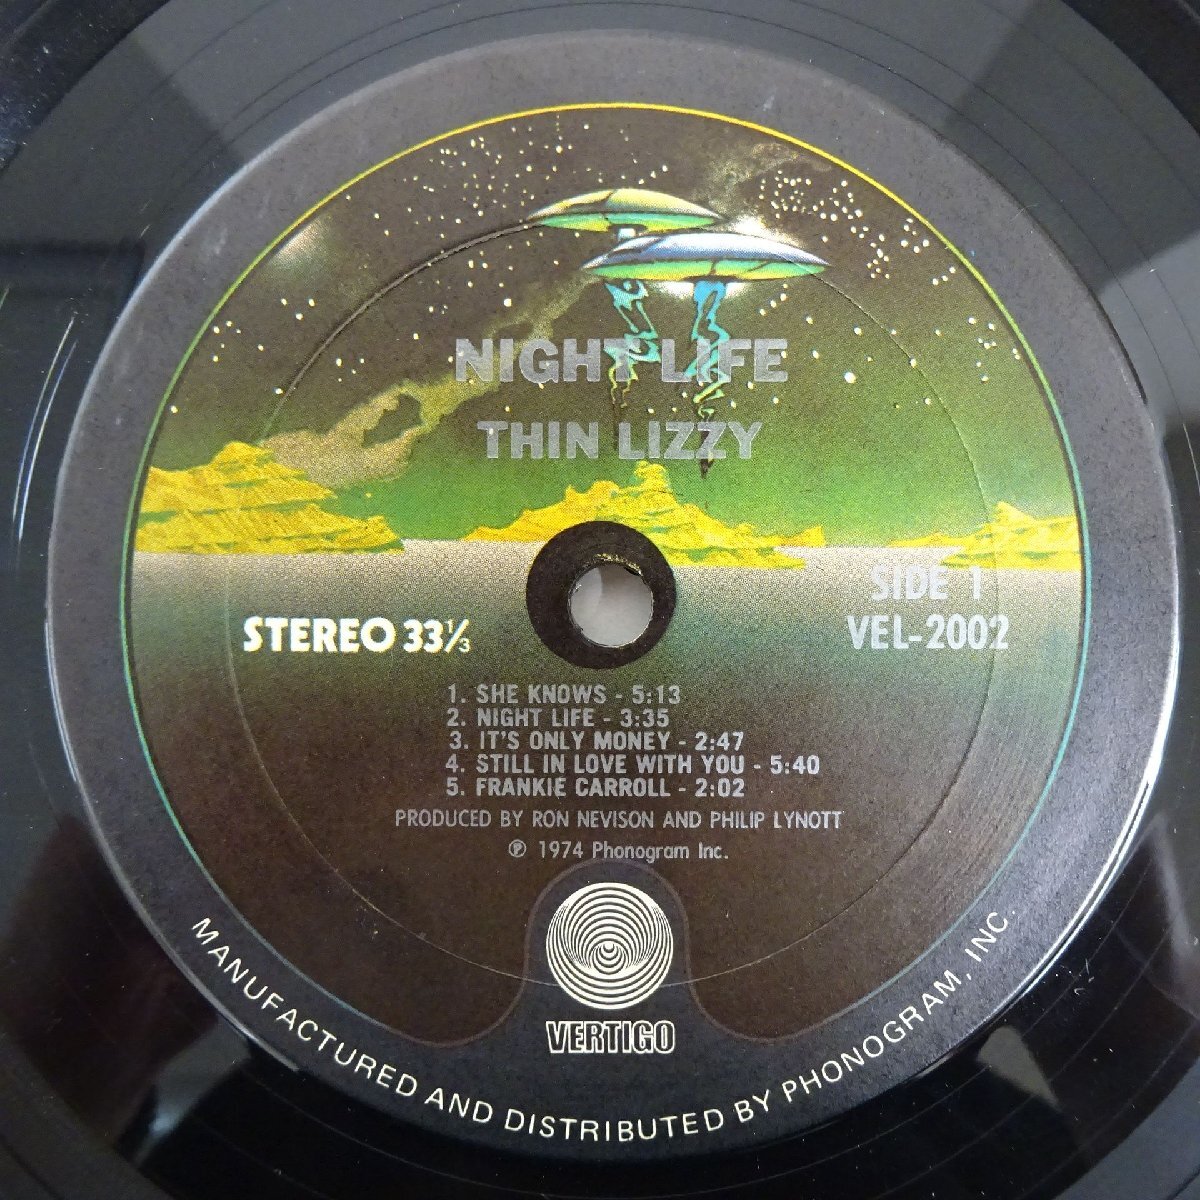 NIGHT LIFE
THIN LIZZY
SIDE 1
STEREO 33⅓
VEL-2002
1. SHE KNOWS - 5:13
2. NIGHT LIFE - 3:35
3. IT'S ONLY MONEY - 2:47
4. STILL IN LOVE WITH YOU - 5:40
5. FRANKIE CARROLL - 2:02
PRODUCED BY RON NEVISON AND PHILIP LYNOTT
℗ 1974 Phonogram Inc.
VERTIGO
MANUFACTURED AND DISTRIBUTED BY PHONOGRAM, INC.